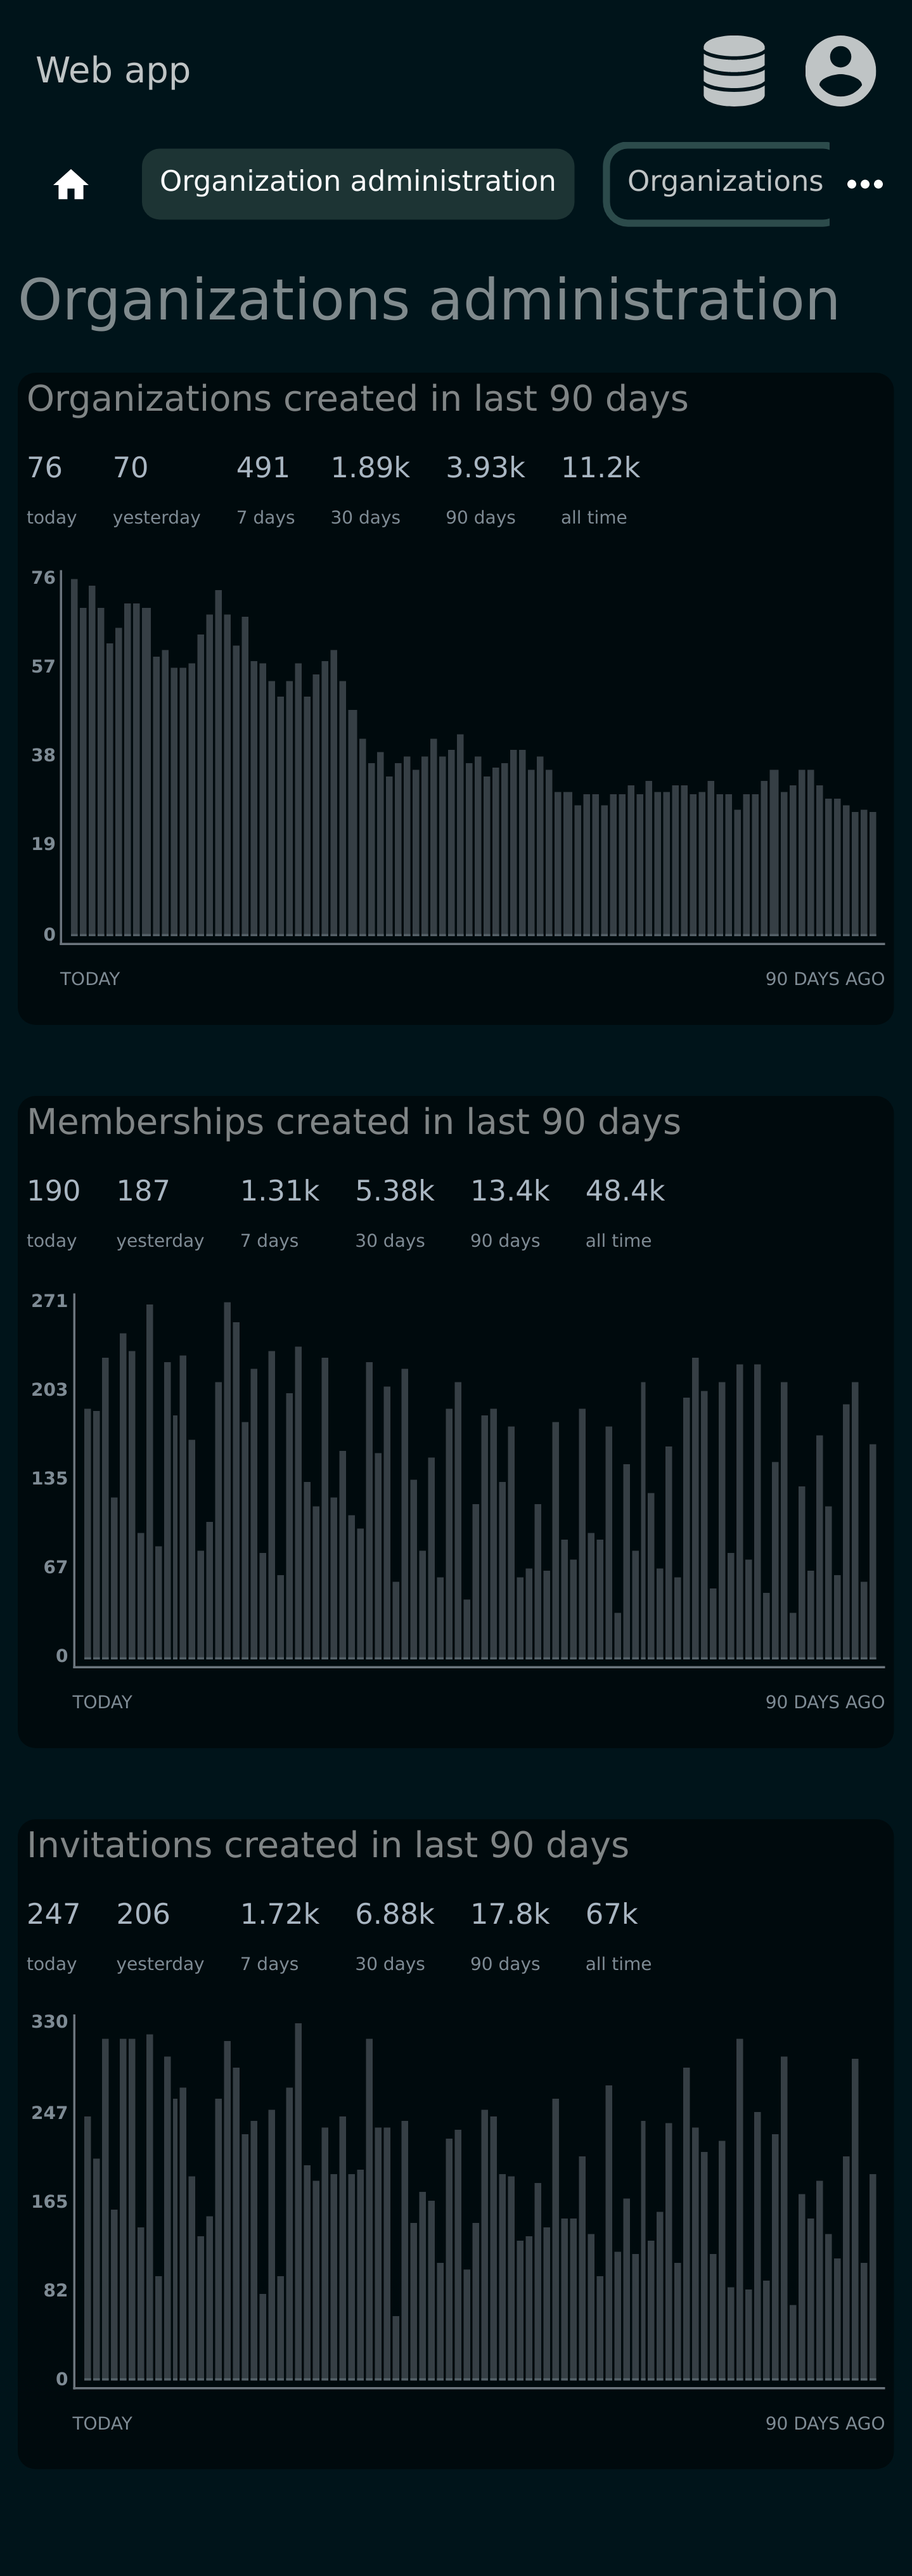 Web app
Organization administration
Organizations
Organizations administration
Organizations created in last 90 days
76 70 491 1.89k 3.93k 11.2k
today yesterday 7 days 30 days 90 days all time
76
57
38
19
0
TODAY 90 DAYS AGO
Memberships created in last 90 days
190 187 1.31k 5.38k 13.4k 48.4k
today yesterday 7 days 30 days 90 days all time
271
203
135
67
0
TODAY 90 DAYS AGO
Invitations created in last 90 days
247 206 1.72k 6.88k 17.8k 67k
today yesterday 7 days 30 days 90 days all time
330
247
165
82
0
TODAY 90 DAYS AGO